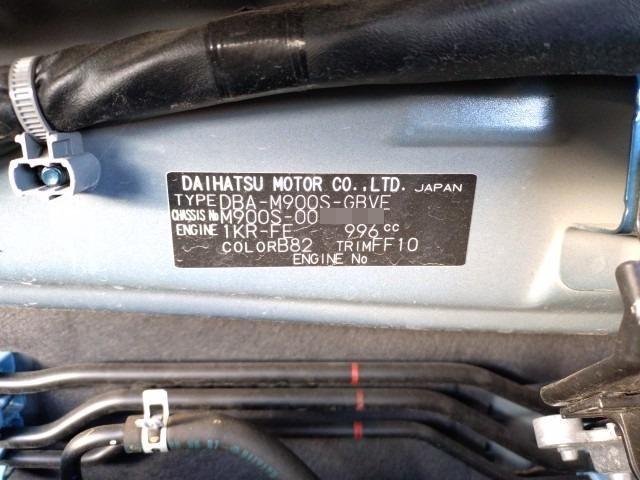 DAIHATSU MOTOR CO.,LTD. JAPAN
TYPE DBA-M900S-GBVE
CHASSIS No M900S-00
ENGINE 1KR-FE 996cc
COLOR B82 TRIM FF10
ENGINE No